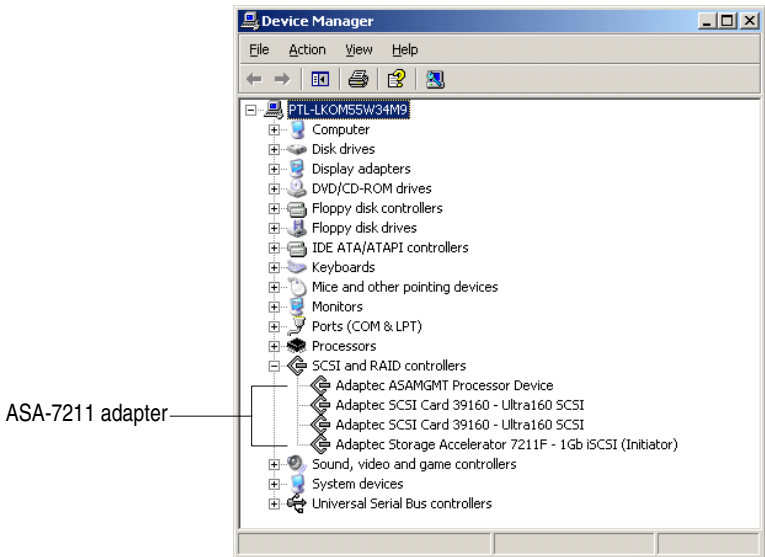 Device Manager
File Action View Help
PTL-LKOM55W34M9
Computer
Disk drives
Display adapters
DVD/CD-ROM drives
Floppy disk controllers
Floppy disk drives
IDE ATA/ATAPI controllers
Keyboards
Mice and other pointing devices
Monitors
Ports (COM & LPT)
Processors
SCSI and RAID controllers
Adaptec ASAMGMT Processor Device
Adaptec SCSI Card 39160 - Ultra160 SCSI
ASA-7211 adapter
Adaptec SCSI Card 39160 - Ultra160 SCSI
Adaptec Storage Accelerator 7211F - 1Gb iSCSI (Initiator)
Sound, video and game controllers
System devices
Universal Serial Bus controllers